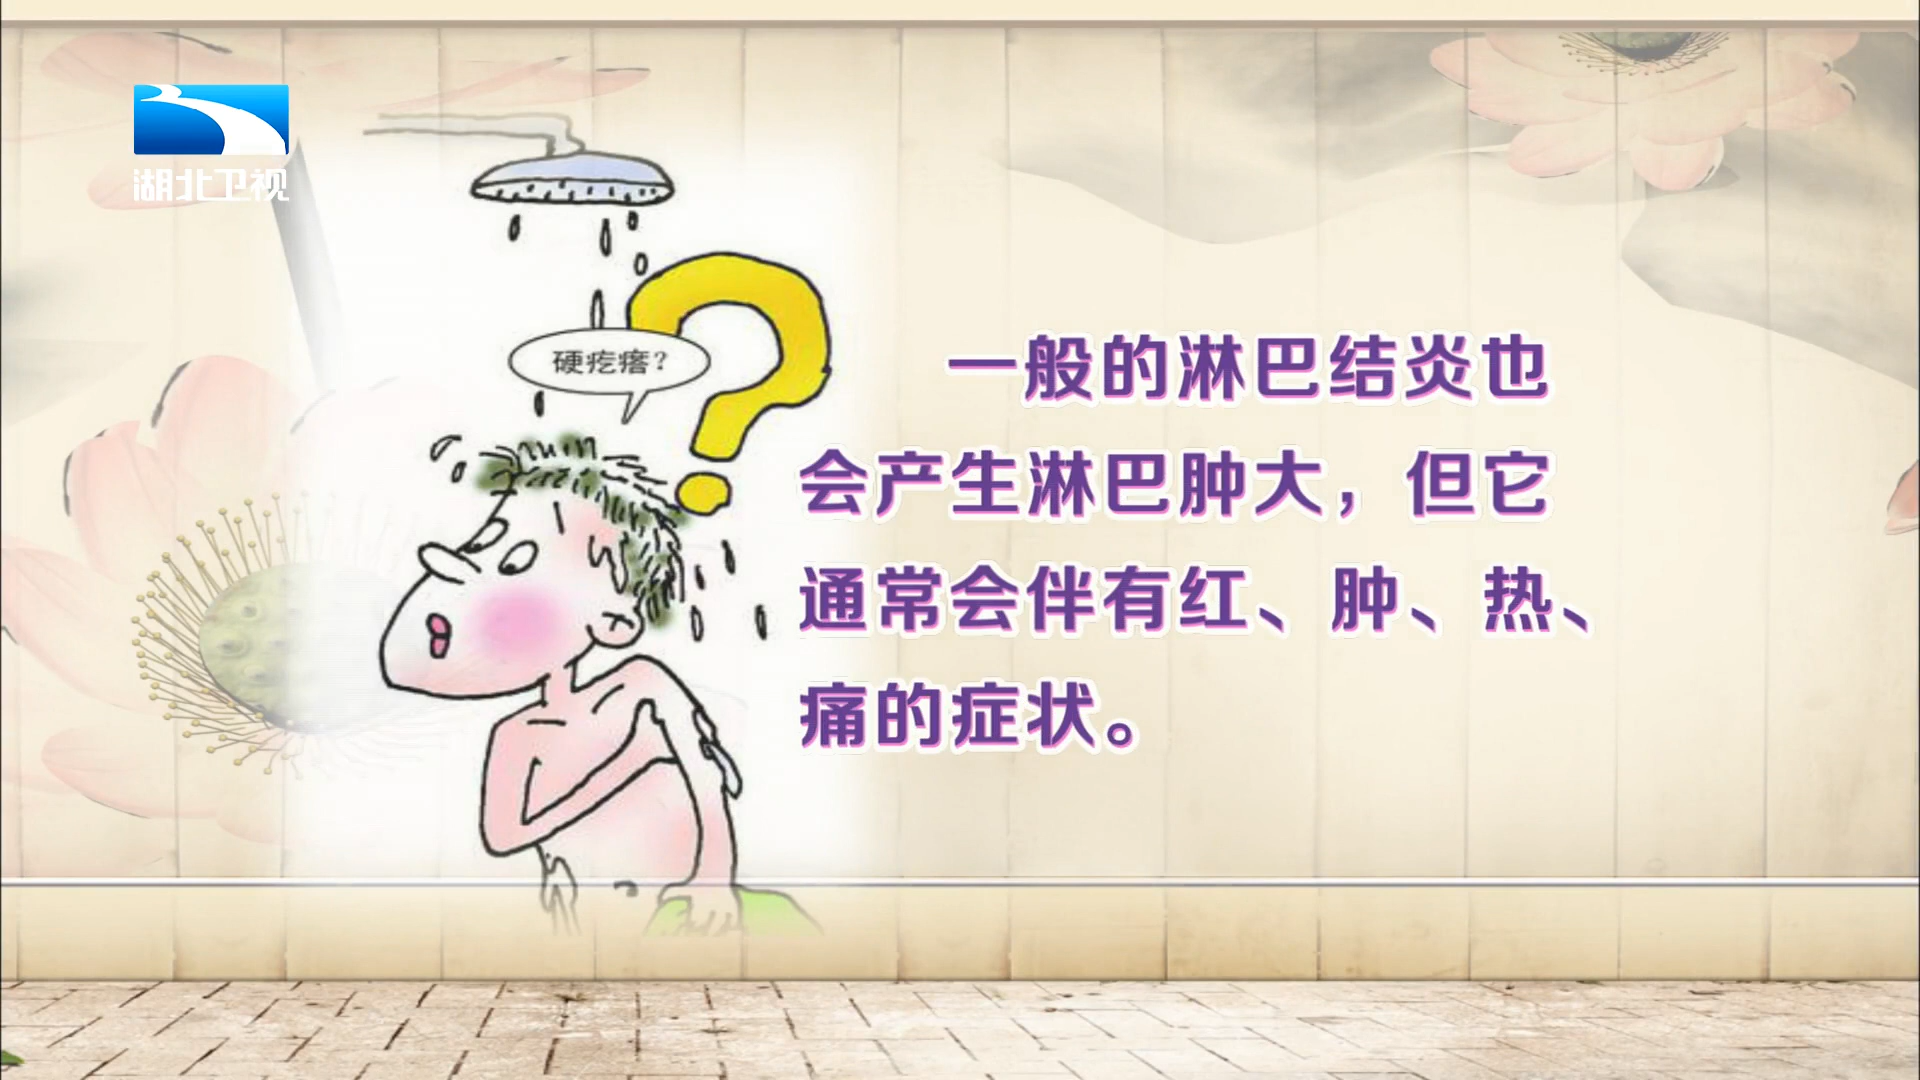 湖北卫视
硬疙瘩？
一般的淋巴结炎也
会产生淋巴肿大，但它
通常会伴有红、肿、热、
痛的症状。